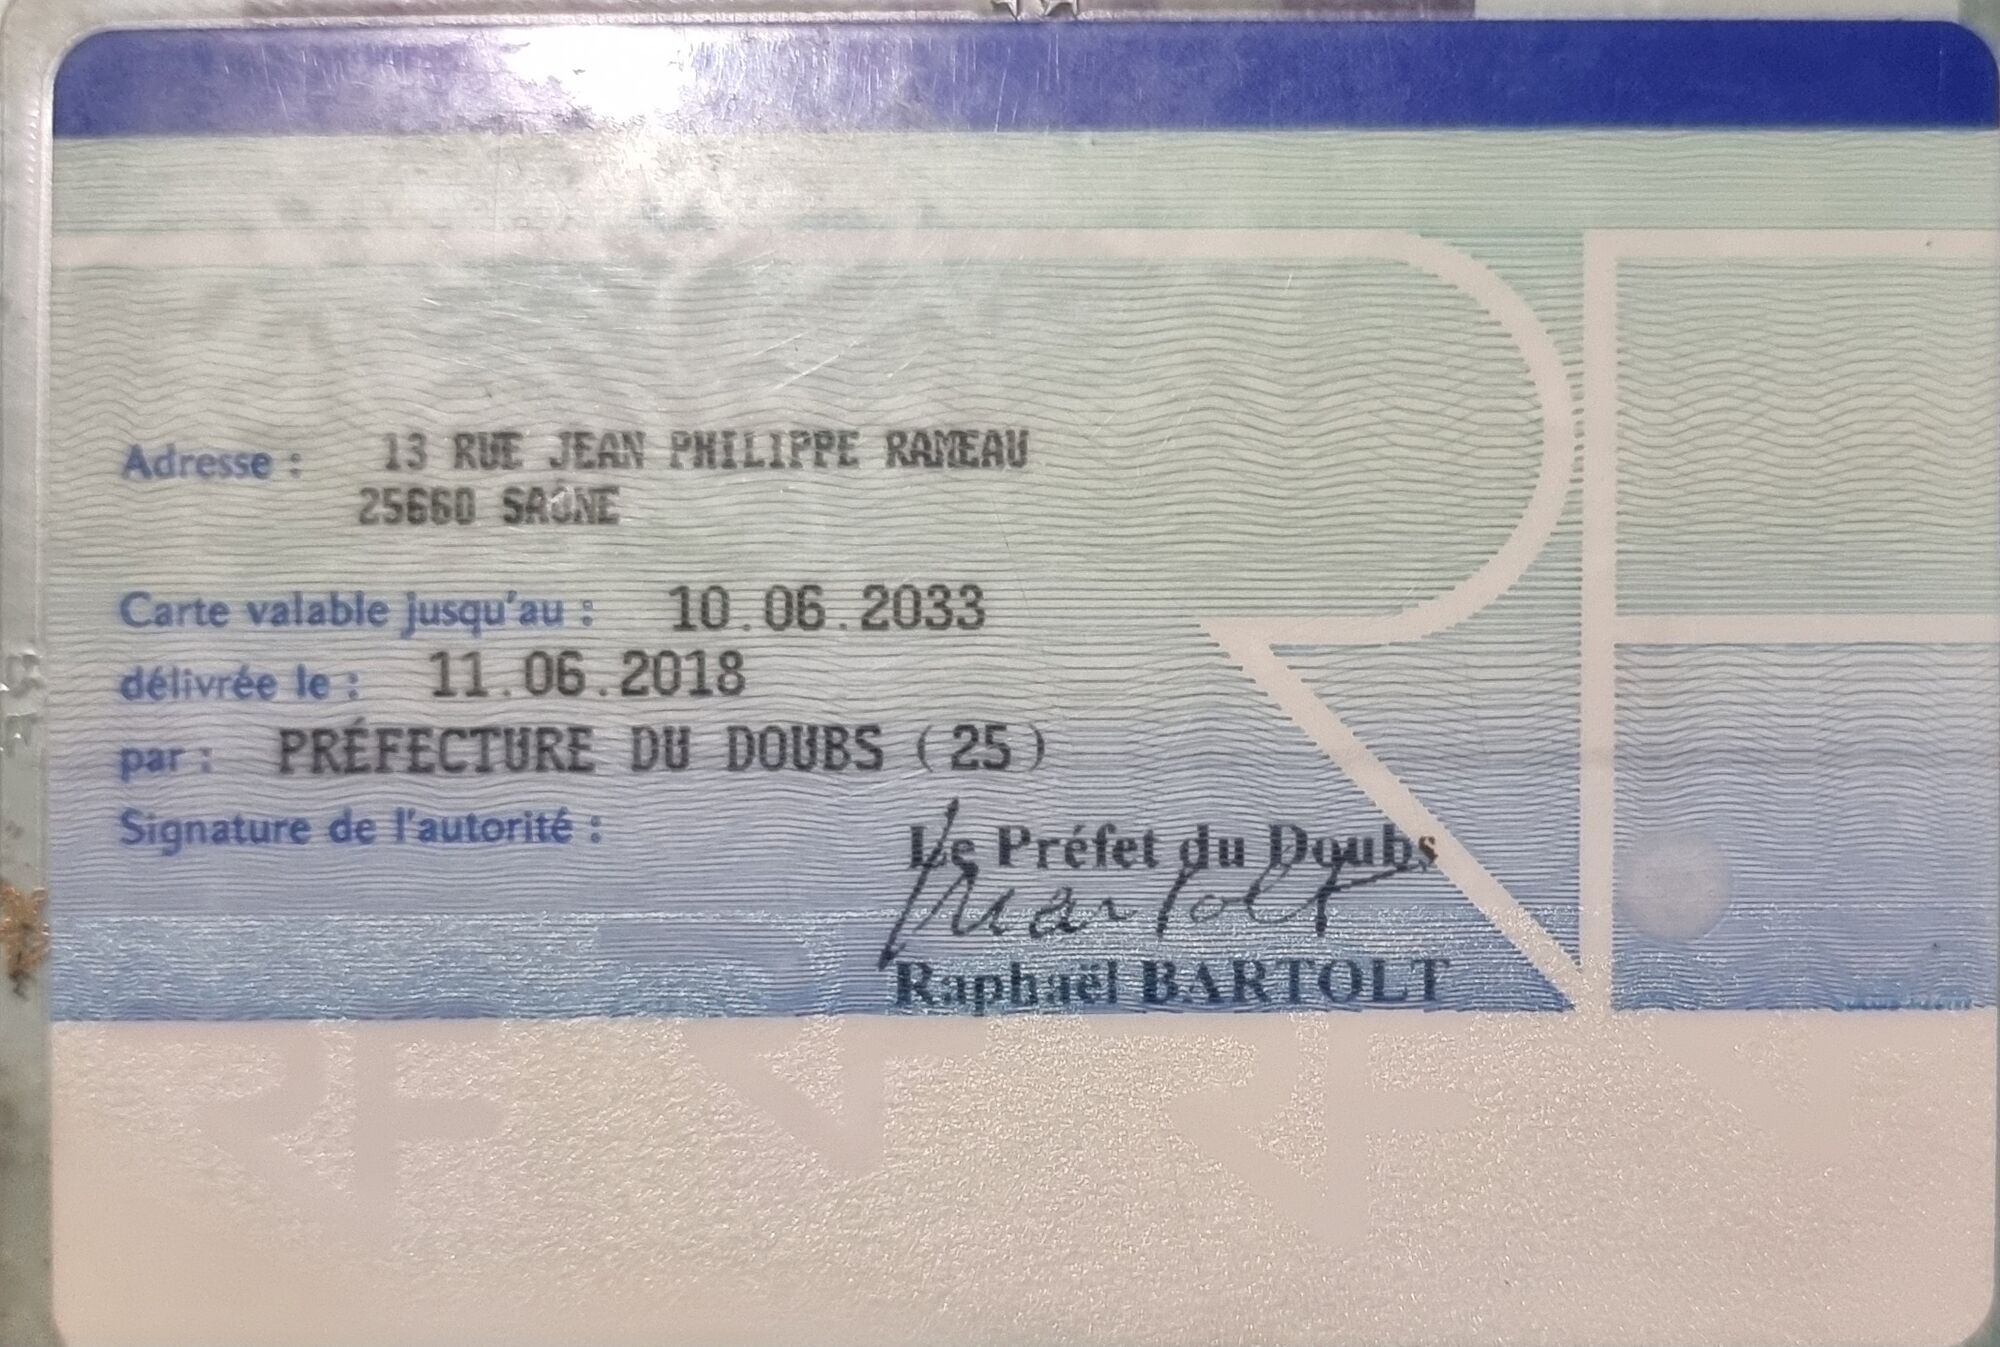 Adresse : 13 RUE JEAN PHILIPPE RAMEAU
25660 SAÔNE
Carte valable jusqu'au : 10.06.2033
délivrée le : 11.06.2018
par : PRÉFECTURE DU DOUBS (25)
Signature de l'autorité :
Le Préfet du Doubs
Raphaël BARTOLT
RF